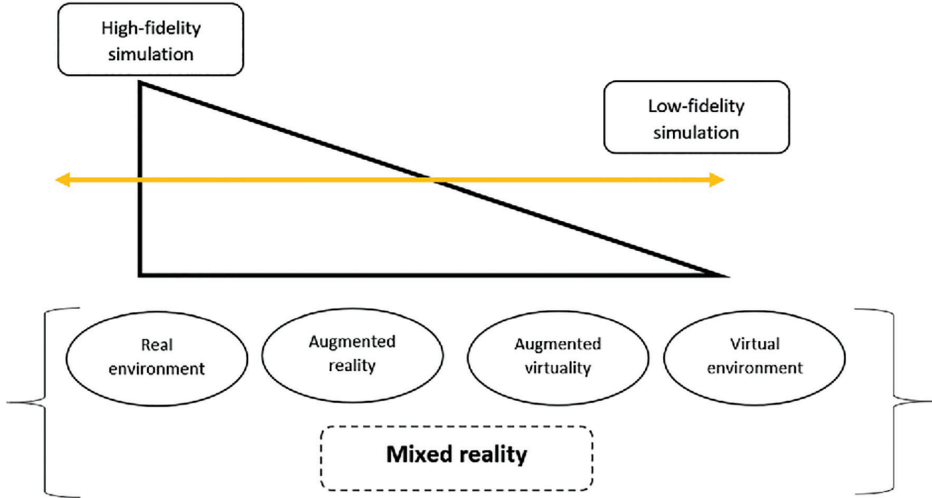 High-fidelity
simulation
Low-fidelity
simulation
Real
environment
Augmented
reality
Augmented
virtuality
Virtual
environment
Mixed reality